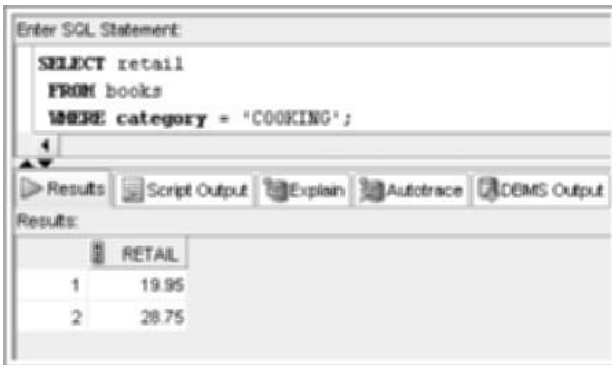 Enter SQL Statement:
SELECT retail
FROM books
WHERE category = 'COOKING';
Results Script Output Explain Autotrace DBMS Output
Results:
RETAIL
1 19.95
2 28.75